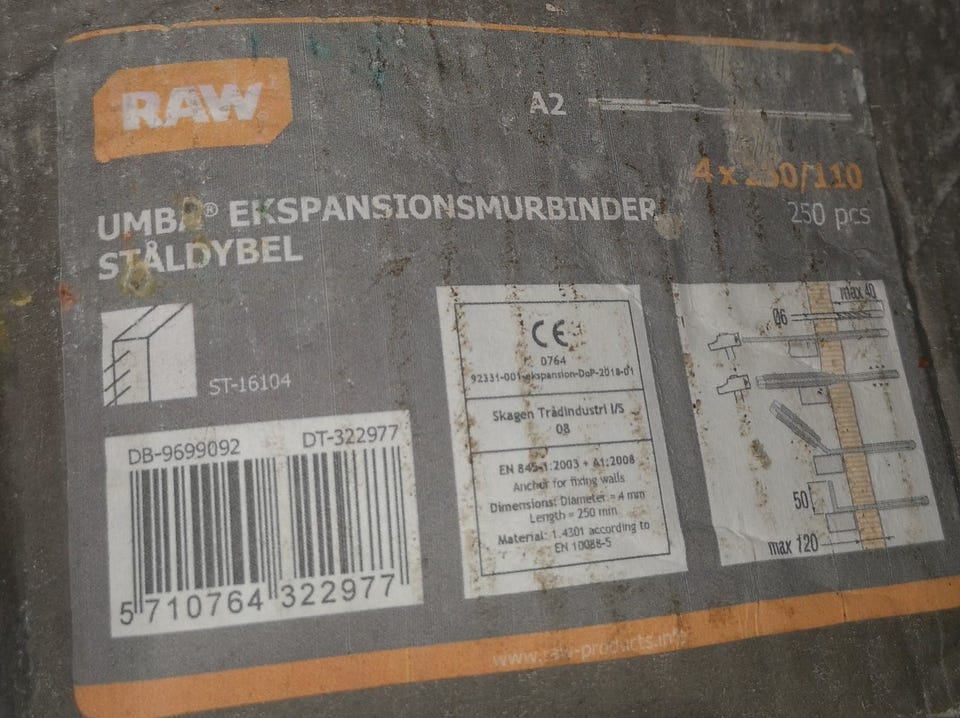 RAW
A2
110
250 pcs
EKSPANSIONSMURBINDER
STÅLDYBEL
ST-16104
DB-9699092 DT-322977
5 710764 322977
CE
0764
92331-001-ekspansion-DoP-2018-01
Skagen Trådindustri I/S
08
EN 845-1:2003 + A1:2008
Anchor for fixing walls
Dimensions: Diameter = 4 mm
Length = 250 mm
Material: 1.4301 according to
EN 10088-5
max 40
Ø6
50
max 120
www.raw-products.info